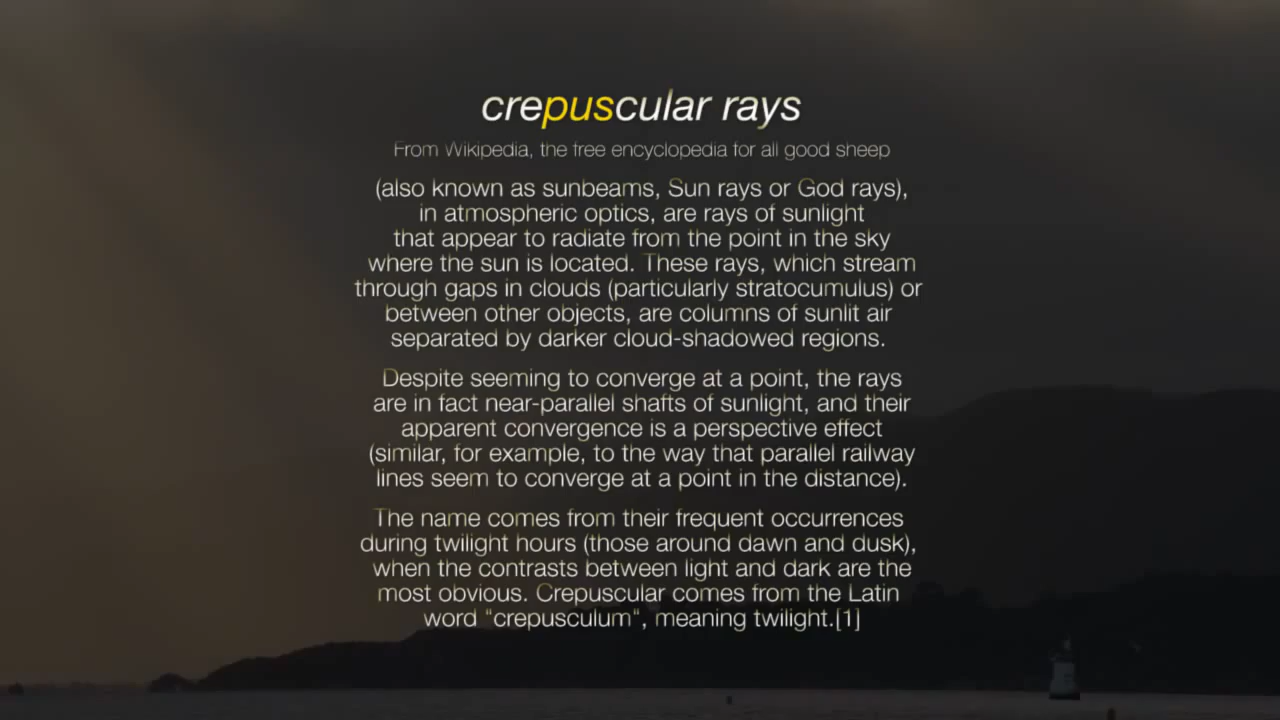 crepuscular rays
From Wikipedia, the free encyclopedia for all good sheep
(also known as sunbeams, Sun rays or God rays),
in atmospheric optics, are rays of sunlight
that appear to radiate from the point in the sky
where the sun is located. These rays, which stream
through gaps in clouds (particularly stratocumulus) or
between other objects, are columns of sunlit air
separated by darker cloud-shadowed regions.
Despite seeming to converge at a point, the rays
are in fact near-parallel shafts of sunlight, and their
apparent convergence is a perspective effect
(similar, for example, to the way that parallel railway
lines seem to converge at a point in the distance).
The name comes from their frequent occurrences
during twilight hours (those around dawn and dusk),
when the contrasts between light and dark are the
most obvious. Crepuscular comes from the Latin
word "crepusculum", meaning twilight.[1]